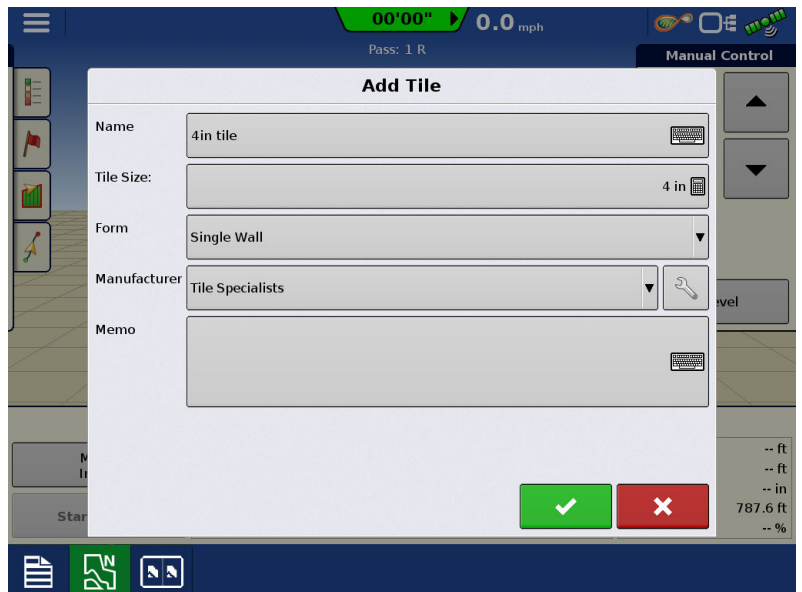 00'00" 0.0 mph
Pass: 1 R
Manual Control
Add Tile
Name
4in tile
Tile Size:
4 in
Form
Single Wall
Manufacturer
Tile Specialists
Memo
-- ft
-- ft
-- in
787.6 ft
-- %
N